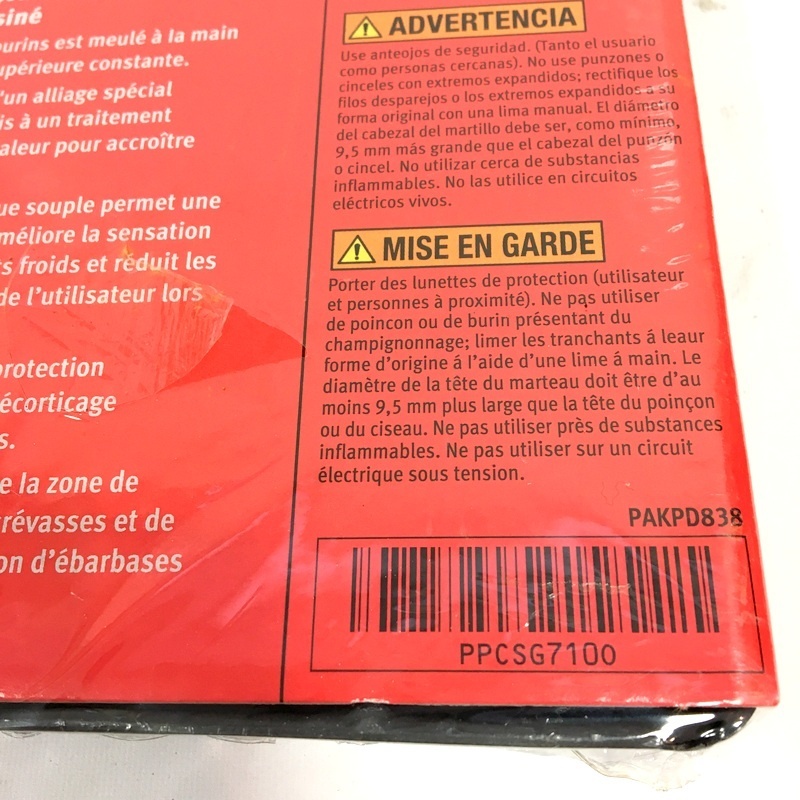 siné
ourins est meulé à la main
upérieure constante.
'un alliage spécial
is à un traitement
aleur pour accroître
ue souple permet une
méliore la sensation
ts froids et réduit les
de l'utilisateur lors
protection
écorticage
s.
e la zone de
crévasses et de
on d'ébarbases
ADVERTENCIA
Use anteojos de seguridad. (Tanto el usuario
como personas cercanas). No use punzones o
cinceles con extremos expandidos; rectifique los
filos desparejos o los extremos expandidos a su
forma original con una lima manual. El diámetro
del cabezal del martillo debe ser, como mínimo,
9,5 mm más grande que el cabezal del punzón
o cincel. No utilizar cerca de substancias
inflammables. No las utilice en circuitos
eléctricos vivos.
MISE EN GARDE
Porter des lunettes de protection (utilisateur
et personnes à proximité). Ne pas utiliser
de poincon ou de burin présentant du
champignonnage; limer les tranchants á leaur
forme d'origine á l'aide d'une lime á main. Le
diamètre de la tête du marteau doit être d'au
moins 9,5 mm plus large que la tête du poinçon
ou du ciseau. Ne pas utiliser près de substances
inflammables. Ne pas utiliser sur un circuit
électrique sous tension.
PAKPD838
PPCSG7100